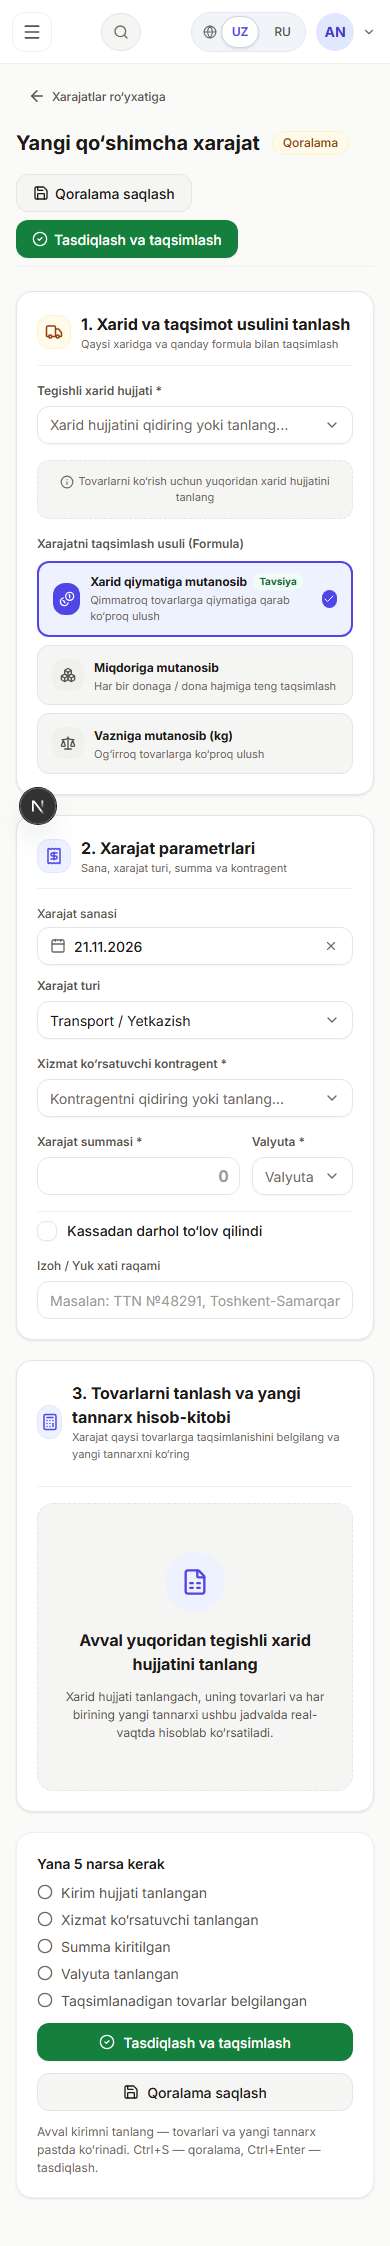 UZ RU AN
Xarajatlar ro‘yxatiga
Yangi qo‘shimcha xarajat Qoralama
Qoralama saqlash
Tasdiqlash va taqsimlash
1. Xarid va taqsimot usulini tanlash
Qaysi xaridga va qanday formula bilan taqsimlash
Tegishli xarid hujjati *
Xarid hujjatini qidiring yoki tanlang...
Tovarlarni ko‘rish uchun yuqoridan xarid hujjatini
tanlang
Xarajatni taqsimlash usuli (Formula)
Xarid qiymatiga mutanosib Tavsiya
Qimmatroq tovarlarga qiymatiga qarab
ko‘proq ulush
Miqdoriga mutanosib
Har bir donaga / dona hajmiga teng taqsimlash
Vazniga mutanosib (kg)
Og‘irroq tovarlarga ko‘proq ulush
N
2. Xarajat parametrlari
Sana, xarajat turi, summa va kontragent
Xarajat sanasi
21.11.2026
Xarajat turi
Transport / Yetkazish
Xizmat ko‘rsatuvchi kontragent *
Kontragentni qidiring yoki tanlang...
Xarajat summasi * Valyuta *
0 Valyuta
Kassadan darhol to‘lov qilindi
Izoh / Yuk xati raqami
Masalan: TTN №48291, Toshkent-Samarqar
3. Tovarlarni tanlash va yangi
tannarx hisob-kitobi
Xarajat qaysi tovarlarga taqsimlanishini belgilang va
yangi tannarxni ko‘ring
Avval yuqoridan tegishli xarid
hujjatini tanlang
Xarid hujjati tanlangach, uning tovarlari va har
birining yangi tannarxi ushbu jadvalda real-
vaqtda hisoblab ko‘rsatiladi.
Yana 5 narsa kerak
Kirim hujjati tanlangan
Xizmat ko‘rsatuvchi tanlangan
Summa kiritilgan
Valyuta tanlangan
Taqsimlanadigan tovarlar belgilangan
Tasdiqlash va taqsimlash
Qoralama saqlash
Avval kirimni tanlang — tovarlari va yangi tannarx
pastda ko‘rinadi. Ctrl+S — qoralama, Ctrl+Enter —
tasdiqlash.